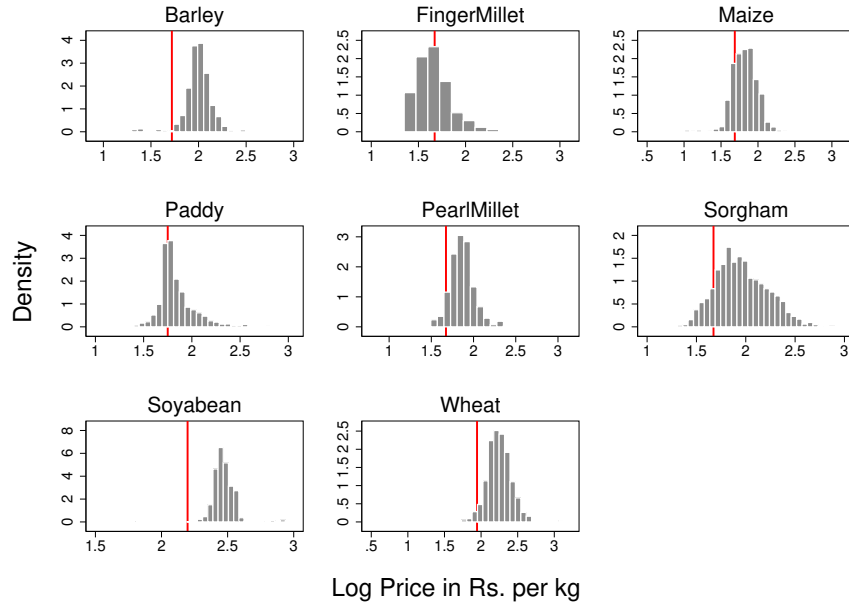 Barley
FingerMillet
Maize
0 1 2 3 4
1 1.5 2 2.5 3
0 .5 1 1.5 2 2.5
1 1.5 2 2.5 3
0 .5 1 1.5 2 2.5
.5 1 1.5 2 2.5 3
Paddy
PearlMillet
Sorgham
0 1 2 3 4
1 1.5 2 2.5 3
0 1 2 3
1 1.5 2 2.5 3
0 .5 1 1.5 2
1 1.5 2 2.5 3
Soyabean
Wheat
0 2 4 6 8
1.5 2 2.5 3
0 .5 1 1.5 2 2.5
.5 1 1.5 2 2.5 3
Density
Log Price in Rs. per kg